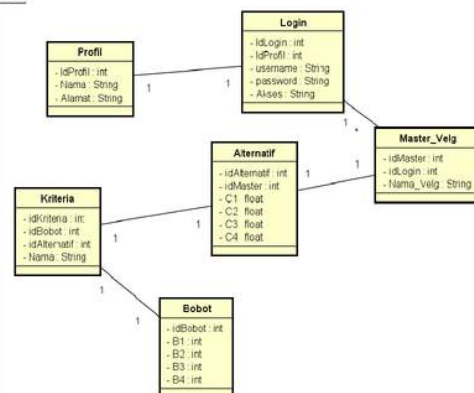 Profil
- IdProfil : int
- Nama : String
- Alamat : String
Login
- IdLogin : int
- IdProfil : int
- username : String
- password : String
- Akses : String
1
1
1
*
Master_Velg
- idMaster : int
- idLogin : int
- Nama_Velg : String
Alternatif
- idAlternatif : int
- idMaster : int
- C1 float
- C2 float
- C3 float
- C4 float
1
1
Kriteria
- idKriteria : int
- idBobot : int
- idAlternatif : int
- Nama : String
1
1
1
1
Bobot
- idBobot : int
- B1 : int
- B2 : int
- B3 : int
- B4 : int